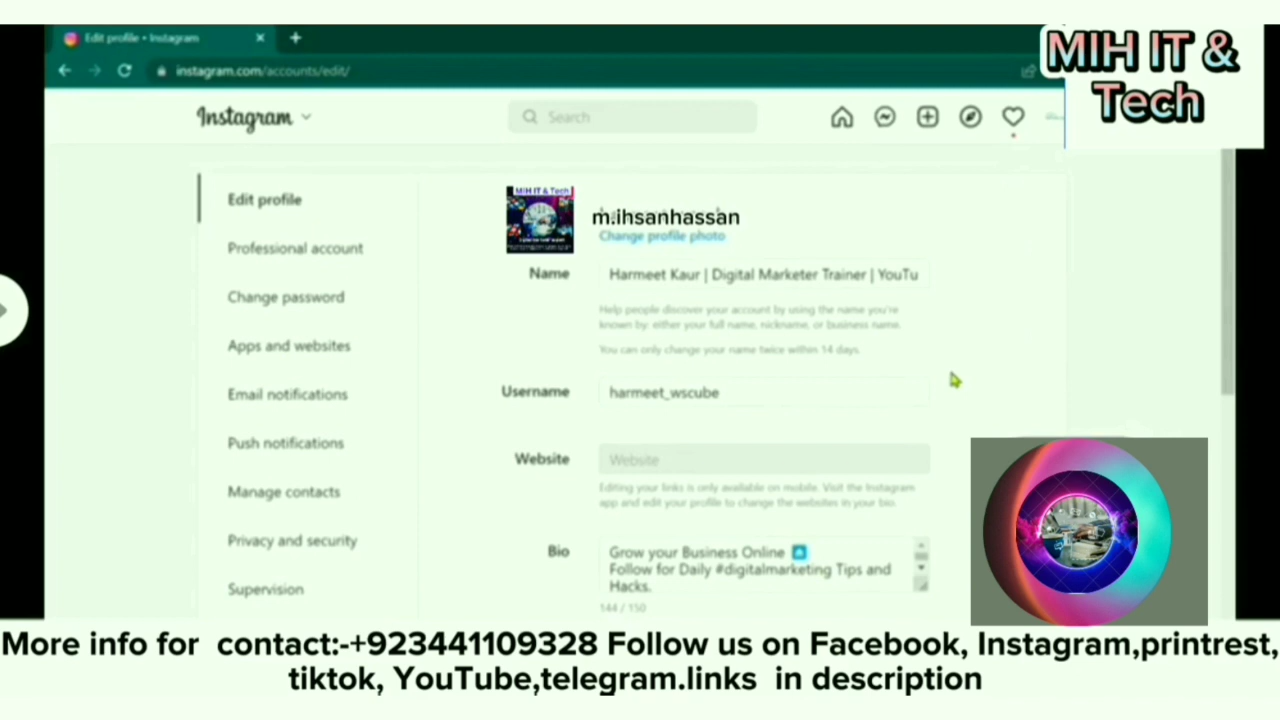 Edit profile • Instagram
instagram.com/accounts/edit/
MIH IT &
Tech
Instagram
Search
Edit profile
Professional account
Change password
Apps and websites
Email notifications
Push notifications
Manage contacts
Privacy and security
Supervision
MIH IT & Tech
m.ihsanhassan
Change profile photo
Name Harmeet Kaur | Digital Marketer Trainer | YouTu
Help people discover your account by using the name you're
known by: either your full name, nickname, or business name.
You can only change your name twice within 14 days.
Username harmeet_wscube
Website Website
Editing your links is only available on mobile. Visit the Instagram
app and edit your profile to change the websites in your bio.
Bio Grow your Business Online
Follow for Daily #digitalmarketing Tips and
Hacks.
144 / 150
More info for contact:-+923441109328 Follow us on Facebook, Instagram,printrest,
tiktok, YouTube,telegram.links in description